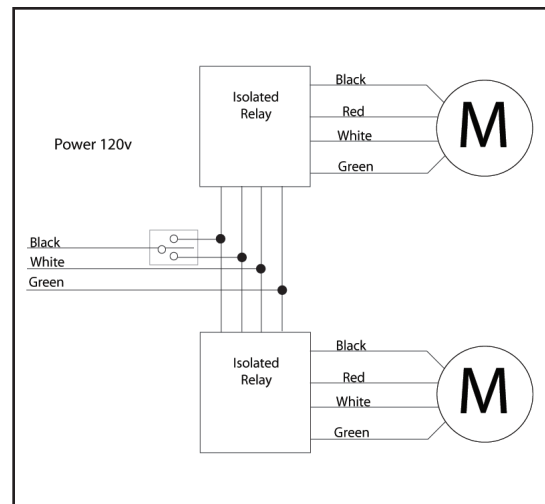 Isolated
Relay
Black
Red
White
Green
M
Power 120v
Black
White
Green
Isolated
Relay
Black
Red
White
Green
M